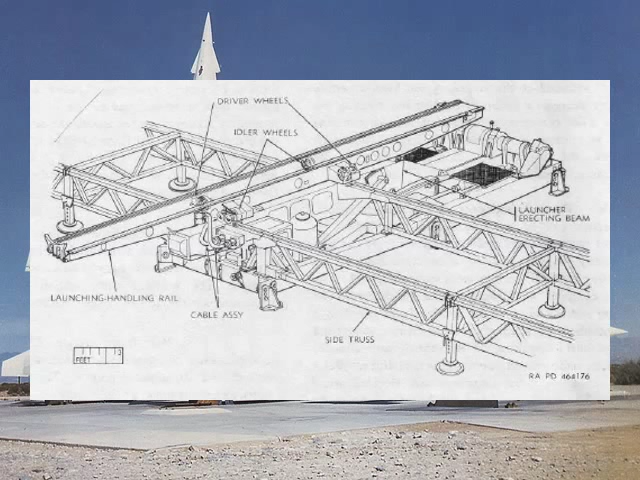 DRIVER WHEELS
IDLER WHEELS
LAUNCHER
ERECTING BEAM
LAUNCHING-HANDLING RAIL
CABLE ASSY
SIDE TRUSS
FEET
RA PD 464176